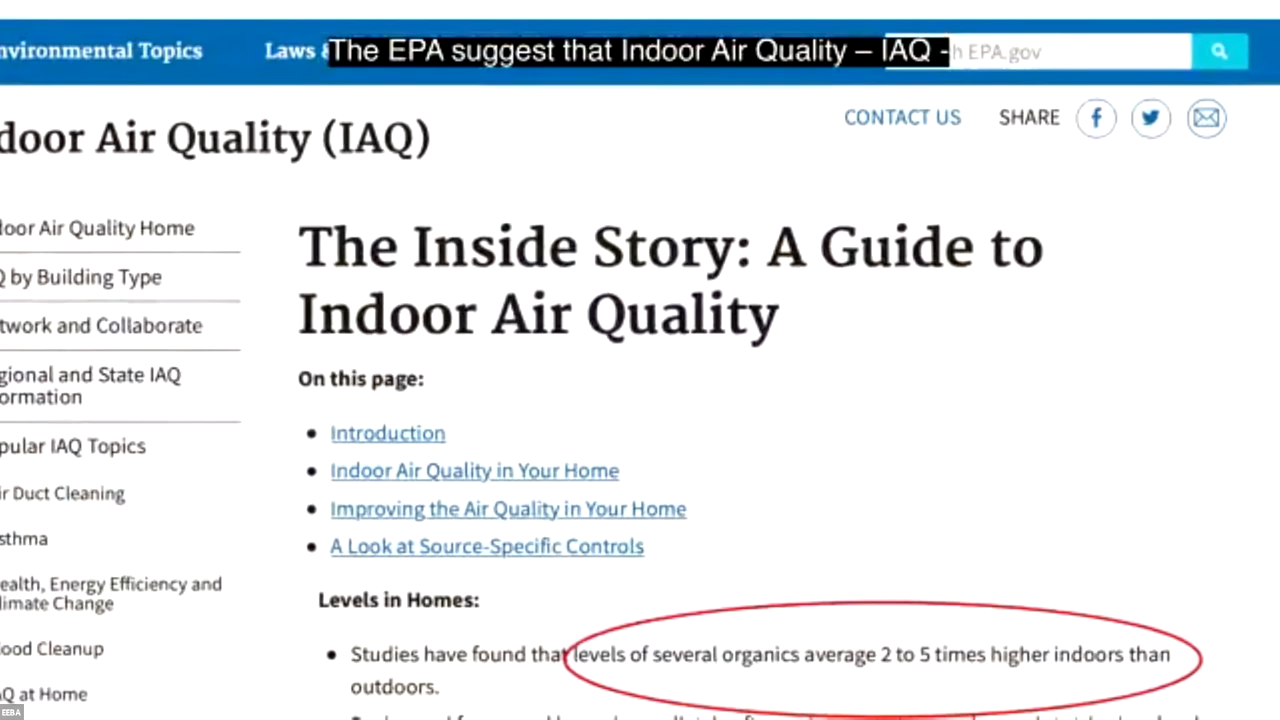 nvironmental Topics
Laws &
The EPA suggest that Indoor Air Quality – IAQ -
h EPA.gov
CONTACT US
SHARE
door Air Quality (IAQ)
door Air Quality Home
Q by Building Type
twork and Collaborate
gional and State IAQ
ormation
pular IAQ Topics
ir Duct Cleaning
sthma
ealth, Energy Efficiency and
limate Change
ood Cleanup
AQ at Home
The Inside Story: A Guide to
Indoor Air Quality
On this page:
• Introduction
• Indoor Air Quality in Your Home
• Improving the Air Quality in Your Home
• A Look at Source-Specific Controls
Levels in Homes:
• Studies have found that levels of several organics average 2 to 5 times higher indoors than
outdoors.
EEBA